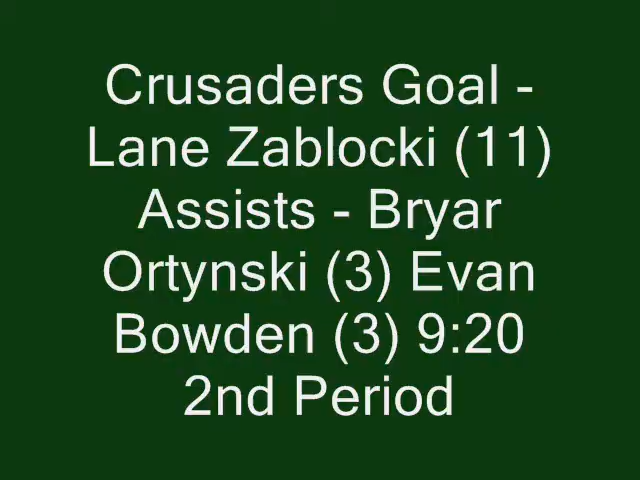 Crusaders Goal -
Lane Zablocki (11)
Assists - Bryar
Ortynski (3) Evan
Bowden (3) 9:20
2nd Period